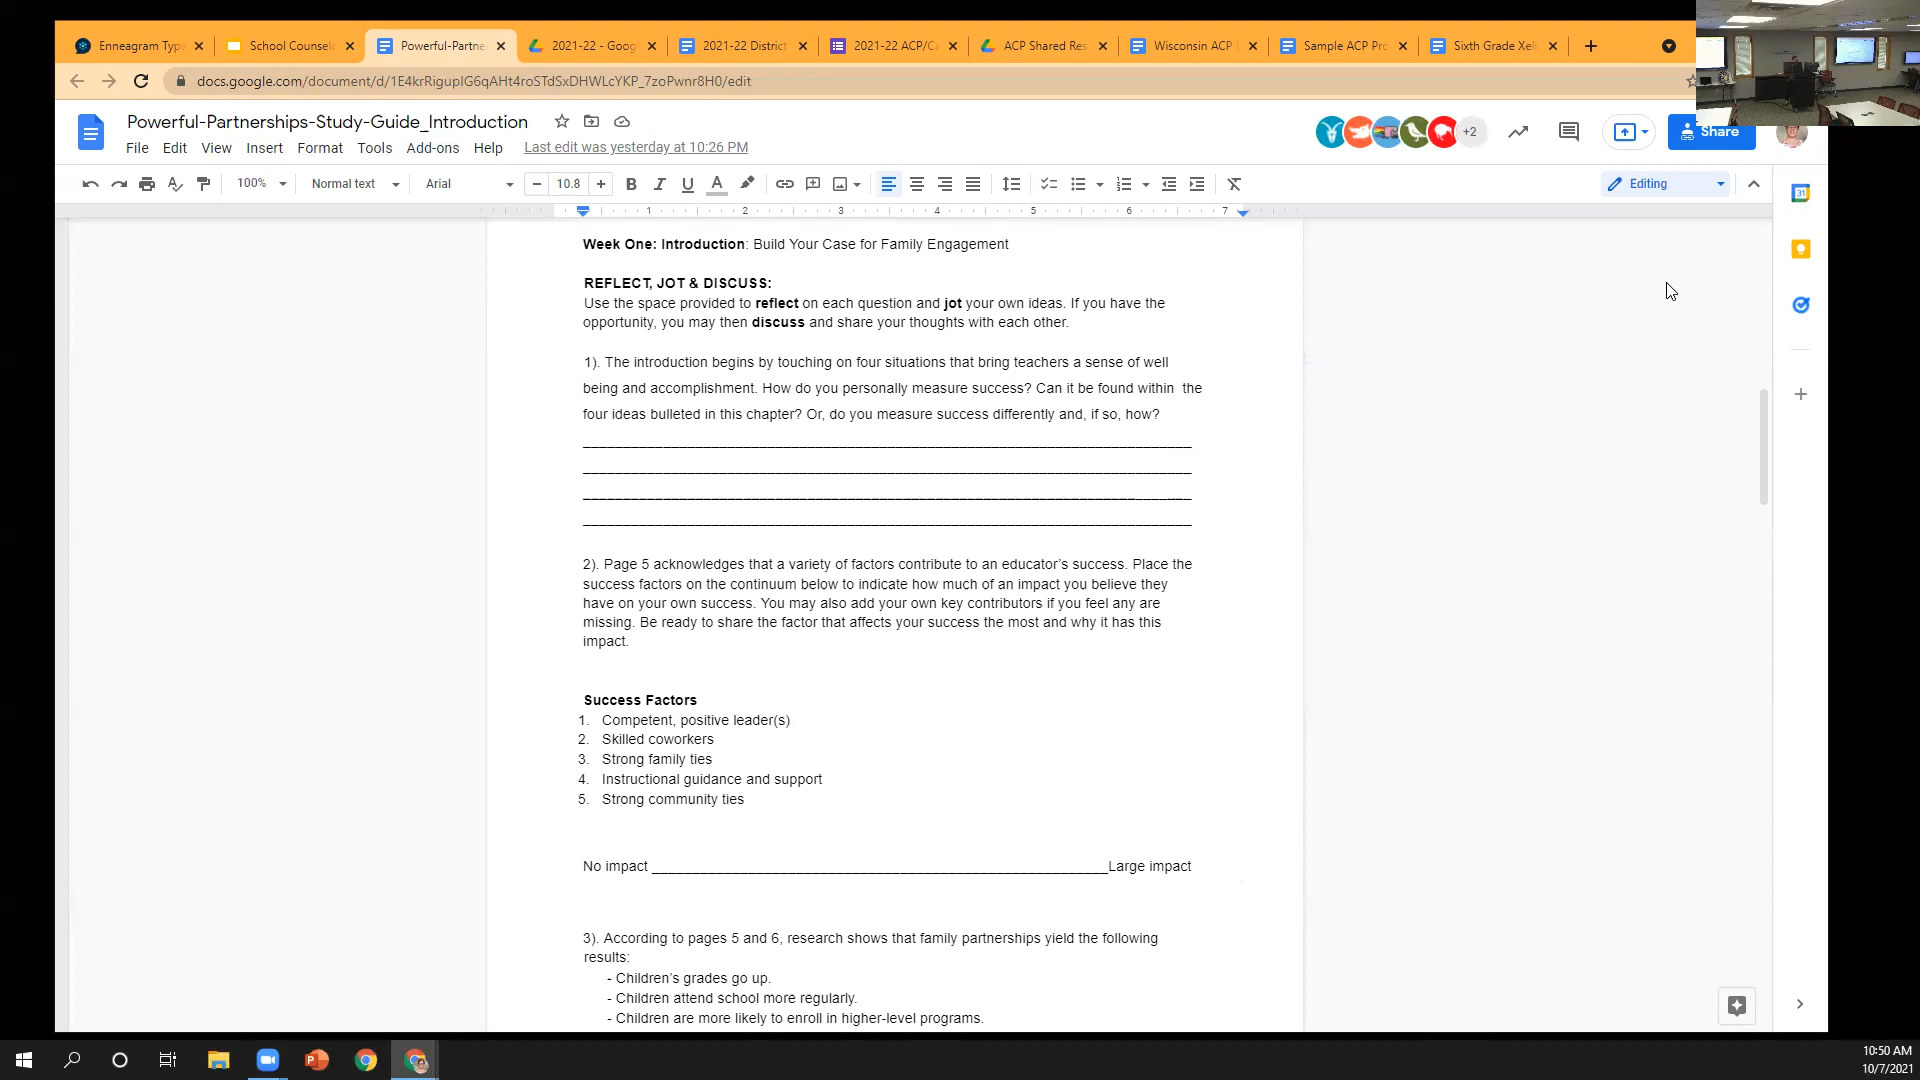 Enneagram Type
School Counsel
Powerful-Partne
2021-22 - Goog
2021-22 District
2021-22 ACP/C
ACP Shared Res
Wisconsin ACP
Sample ACP Pro
Sixth Grade Xell
docs.google.com/document/d/1E4krRigupIG6qAHt4roSTdSxDHWLcYKP_7zoPwnr8H0/edit
Powerful-Partnerships-Study-Guide_Introduction
+2
Share
File Edit View Insert Format Tools Add-ons Help Last edit was yesterday at 10:26 PM
100% Normal text Arial 10.8 Editing
1 2 3 4 5 6 7
31
Week One: Introduction: Build Your Case for Family Engagement
REFLECT, JOT & DISCUSS:
Use the space provided to reflect on each question and jot your own ideas. If you have the
opportunity, you may then discuss and share your thoughts with each other.
1). The introduction begins by touching on four situations that bring teachers a sense of well
being and accomplishment. How do you personally measure success? Can it be found within the
four ideas bulleted in this chapter? Or, do you measure success differently and, if so, how?
2). Page 5 acknowledges that a variety of factors contribute to an educator's success. Place the
success factors on the continuum below to indicate how much of an impact you believe they
have on your own success. You may also add your own key contributors if you feel any are
missing. Be ready to share the factor that affects your success the most and why it has this
impact.
Success Factors
1. Competent, positive leader(s)
2. Skilled coworkers
3. Strong family ties
4. Instructional guidance and support
5. Strong community ties
No impact _________________________________________________________Large impact
3). According to pages 5 and 6, research shows that family partnerships yield the following
results:
- Children's grades go up.
- Children attend school more regularly.
- Children are more likely to enroll in higher-level programs.
10:50 AM
10/7/2021